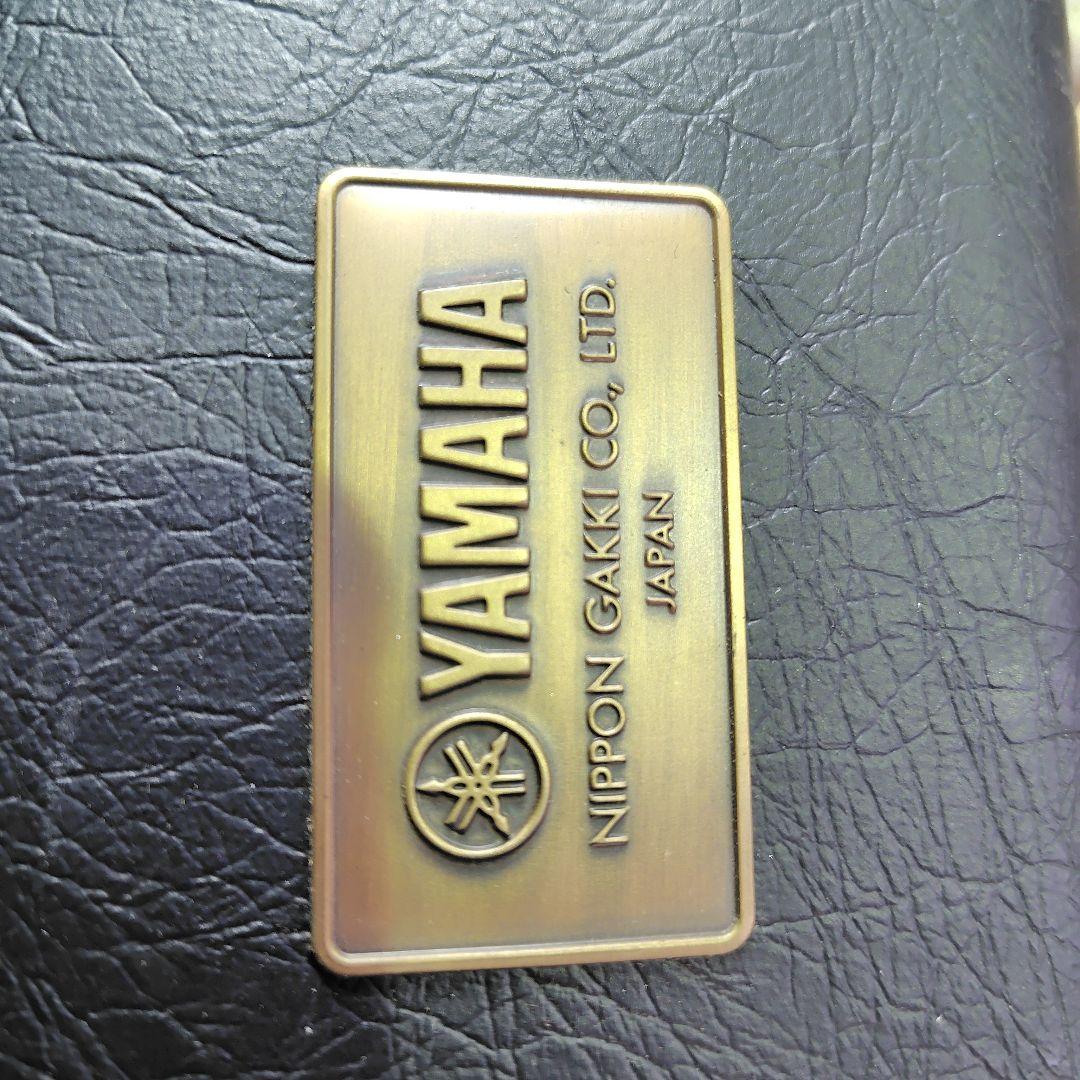 YAMAHA
NIPPON GAKKI CO., LTD.
JAPAN